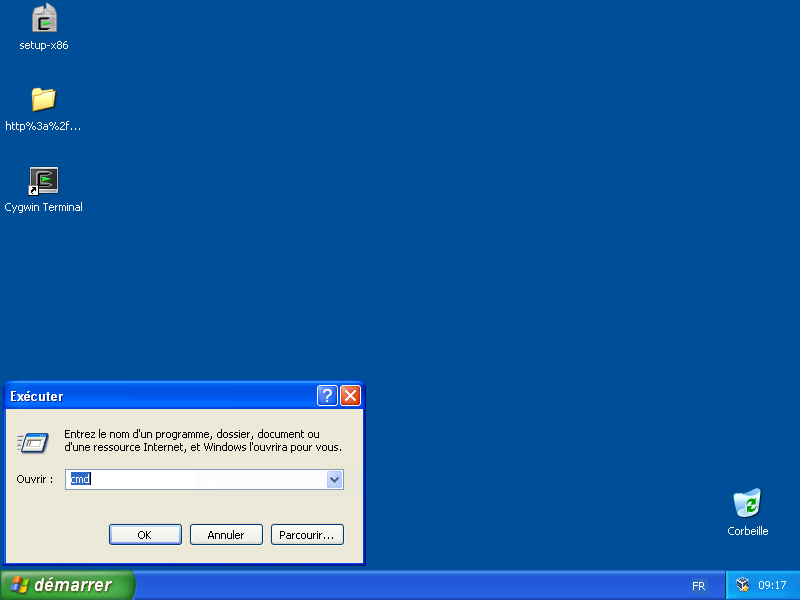 setup-x86
http%3a%2f...
Cygwin Terminal
Exécuter
Entrez le nom d'un programme, dossier, document ou
d'une ressource Internet, et Windows l'ouvrira pour vous.
Ouvrir :
cmd
OK
Annuler
Parcourir...
Corbeille
démarrer
FR
09:17